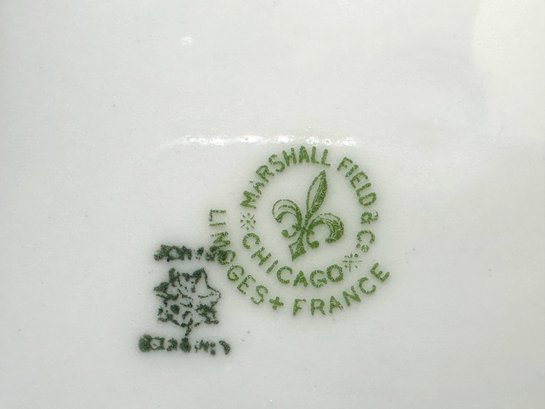 MARSHALL FIELD & Co
CHICAGO
LIMOGES + FRANCE